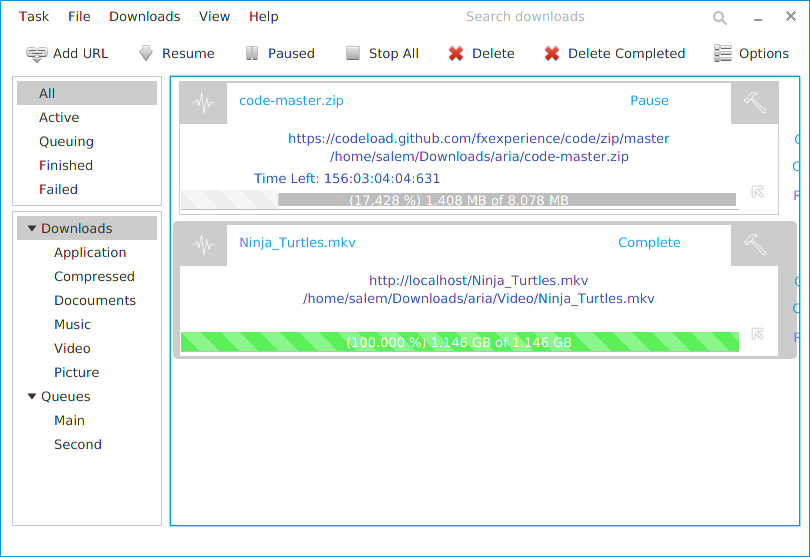 Task File Downloads View Help Search downloads
Add URL Resume Paused Stop All Delete Delete Completed Options
All
Active
Queuing
Finished
Failed
Downloads
Application
Compressed
Docouments
Music
Video
Picture
Queues
Main
Second
code-master.zip Pause
https://codeload.github.com/fxexperience/code/zip/master
/home/salem/Downloads/aria/code-master.zip
Time Left: 156:03:04:04:631
(17.428 %) 1.408 MB of 8.078 MB
Ninja_Turtles.mkv Complete
http://localhost/Ninja_Turtles.mkv
/home/salem/Downloads/aria/Video/Ninja_Turtles.mkv
(100.000 %) 1.146 GB of 1.146 GB